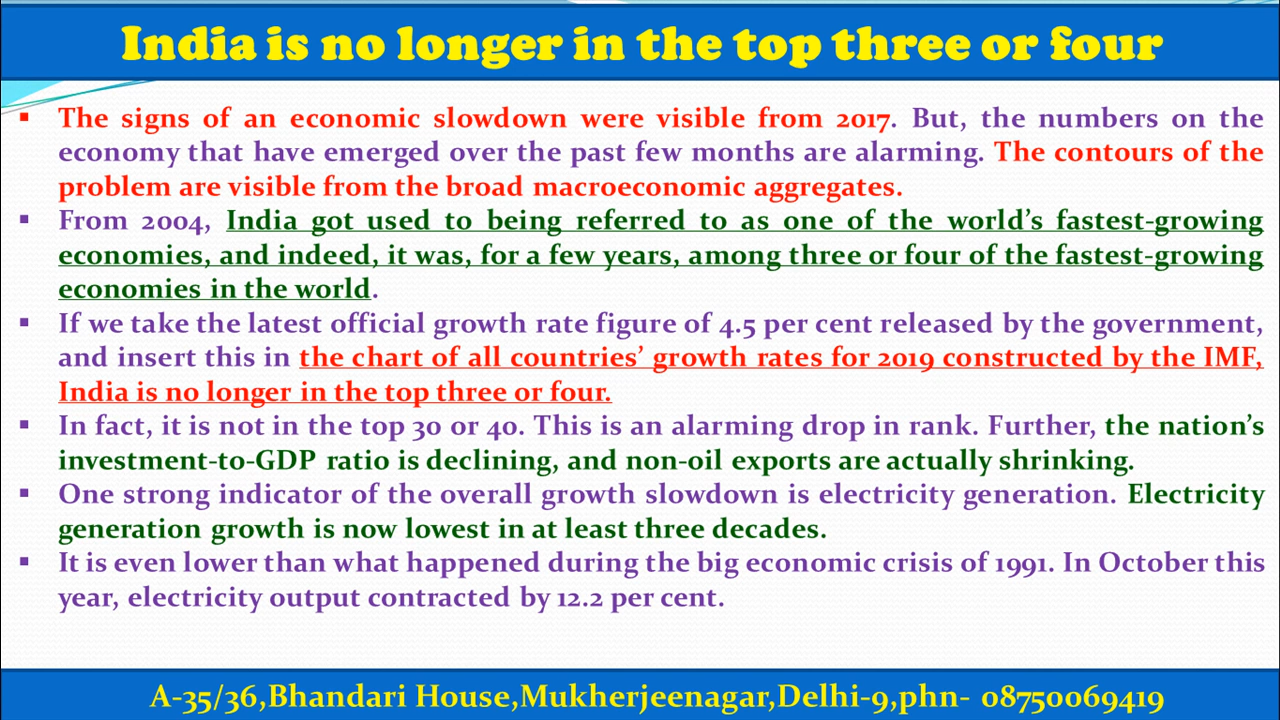 India is no longer in the top three or four
▪ The signs of an economic slowdown were visible from 2017. But, the numbers on the
economy that have emerged over the past few months are alarming. The contours of the
problem are visible from the broad macroeconomic aggregates.
▪ From 2004, India got used to being referred to as one of the world’s fastest-growing
economies, and indeed, it was, for a few years, among three or four of the fastest-growing
economies in the world.
▪ If we take the latest official growth rate figure of 4.5 per cent released by the government,
and insert this in the chart of all countries’ growth rates for 2019 constructed by the IMF,
India is no longer in the top three or four.
▪ In fact, it is not in the top 30 or 40. This is an alarming drop in rank. Further, the nation’s
investment-to-GDP ratio is declining, and non-oil exports are actually shrinking.
▪ One strong indicator of the overall growth slowdown is electricity generation. Electricity
generation growth is now lowest in at least three decades.
▪ It is even lower than what happened during the big economic crisis of 1991. In October this
year, electricity output contracted by 12.2 per cent.
A-35/36,Bhandari House,Mukherjeenagar,Delhi-9,phn- 08750069419